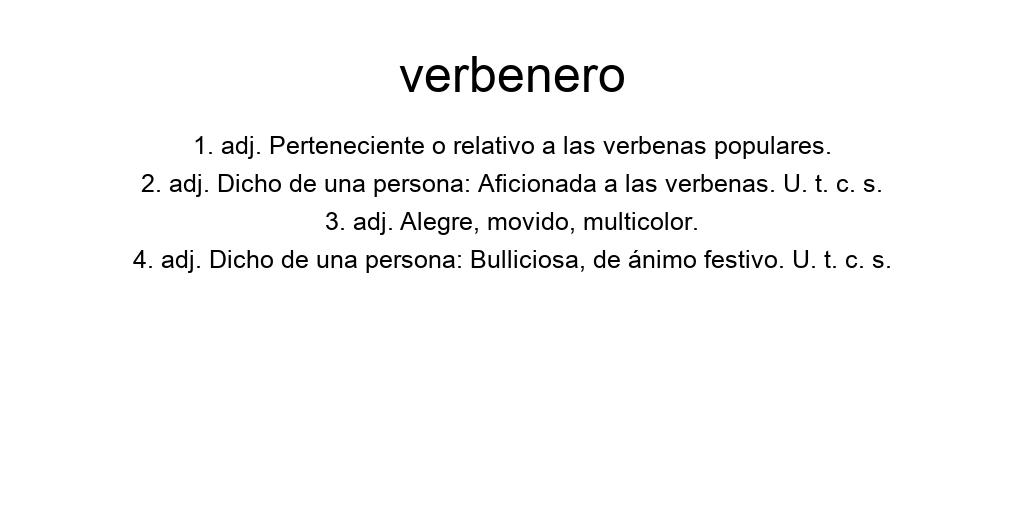 verbenero
1. adj. Perteneciente o relativo a las verbenas populares.
2. adj. Dicho de una persona: Aficionada a las verbenas. U. t. c. s.
3. adj. Alegre, movido, multicolor.
4. adj. Dicho de una persona: Bulliciosa, de ánimo festivo. U. t. c. s.